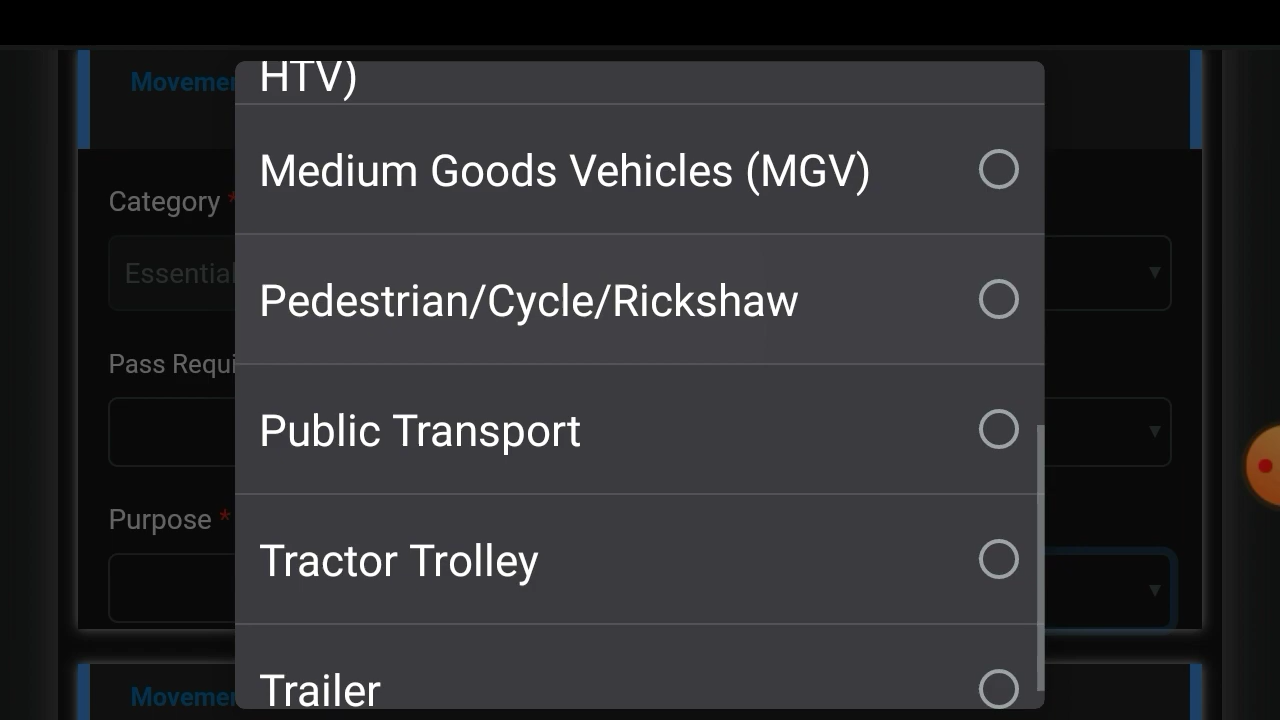 HTV)
Movemen
Medium Goods Vehicles (MGV)
Category *
Essential
Pedestrian/Cycle/Rickshaw
Pass Requi
Public Transport
Purpose *
Tractor Trolley
Trailer
Movemen